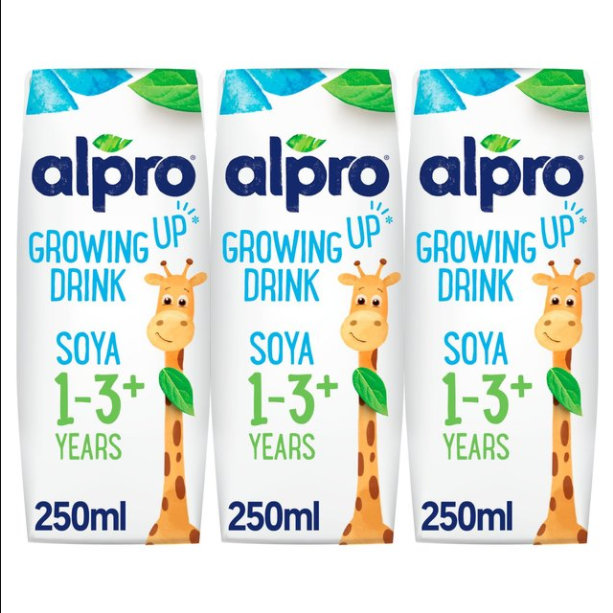 alpro®
GROWING UP*
DRINK
SOYA
1-3+
YEARS
250ml
alpro®
GROWING UP*
DRINK
SOYA
1-3+
YEARS
250ml
alpro®
GROWING UP*
DRINK
SOYA
1-3+
YEARS
250ml